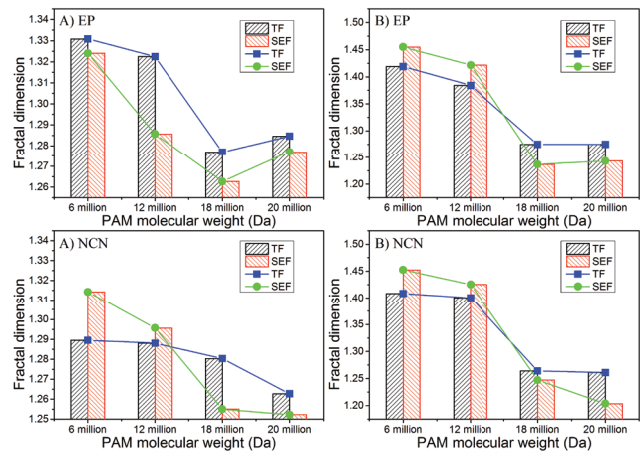 A) EP
TF
SEF
TF
SEF
Fractal dimension
1.34
1.33
1.32
1.31
1.30
1.29
1.28
1.27
1.26
6 million
12 million
18 million
20 million
PAM molecular weight (Da)
B) EP
TF
SEF
TF
SEF
Fractal dimension
1.50
1.45
1.40
1.35
1.30
1.25
1.20
6 million
12 million
18 million
20 million
PAM molecular weight (Da)
A) NCN
TF
SEF
TF
SEF
Fractal dimension
1.34
1.33
1.32
1.31
1.30
1.29
1.28
1.27
1.26
1.25
6 million
12 million
18 million
20 million
PAM molecular weight (Da)
B) NCN
TF
SEF
TF
SEF
Fractal dimension
1.50
1.45
1.40
1.35
1.30
1.25
1.20
6 million
12 million
18 million
20 million
PAM molecular weight (Da)